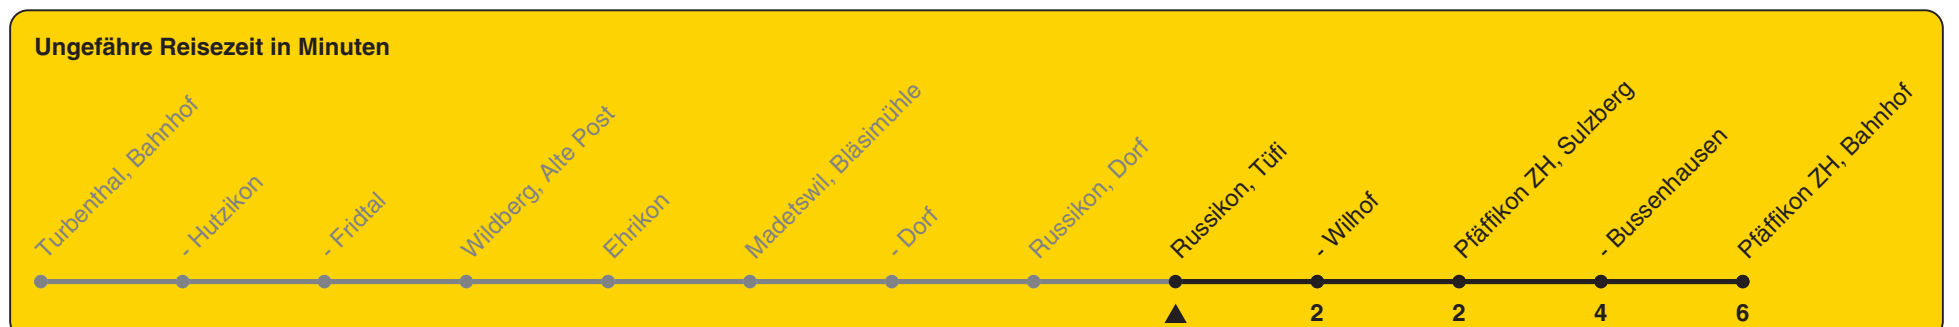 Ungefähre Reisezeit in Minuten
Turbenthal, Bahnhof
- Hutzikon
- Fridtal
Wildberg, Alte Post
Ehrikon
Madetswil, Bläsimühle
- Dorf
Russikon, Dorf
Russikon, Tüfi
- Wilhof
Pfäffikon ZH, Sulzberg
- Bussenhausen
Pfäffikon ZH, Bahnhof
2 2 4 6